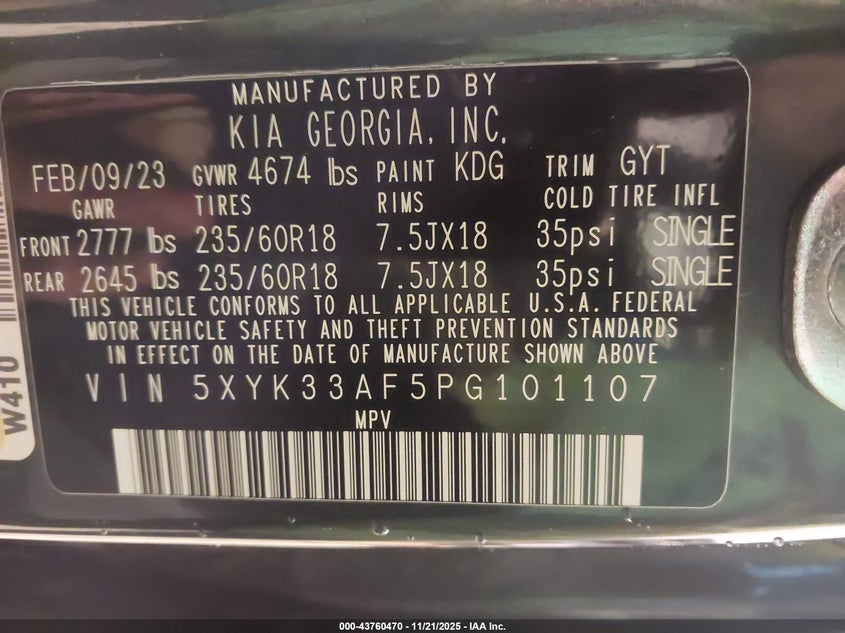 MANUFACTURED BY
KIA GEORGIA, INC.
FEB/09/23 GVWR 4674 lbs PAINT KDG TRIM GYT
GAWR TIRES RIMS COLD TIRE INFL
FRONT 2777 lbs 235/60R18 7.5JX18 35psi SINGLE
REAR 2645 lbs 235/60R18 7.5JX18 35psi SINGLE
THIS VEHICLE CONFORMS TO ALL APPLICABLE U.S.A. FEDERAL
MOTOR VEHICLE SAFETY AND THEFT PREVENTION STANDARDS
IN EFFECT ON THE DATE OF MANUFACTURE SHOWN ABOVE
VIN 5XYK33AF5PG101107
MPV
W410
000-43760470 - 11/21/2025 - IAA Inc.